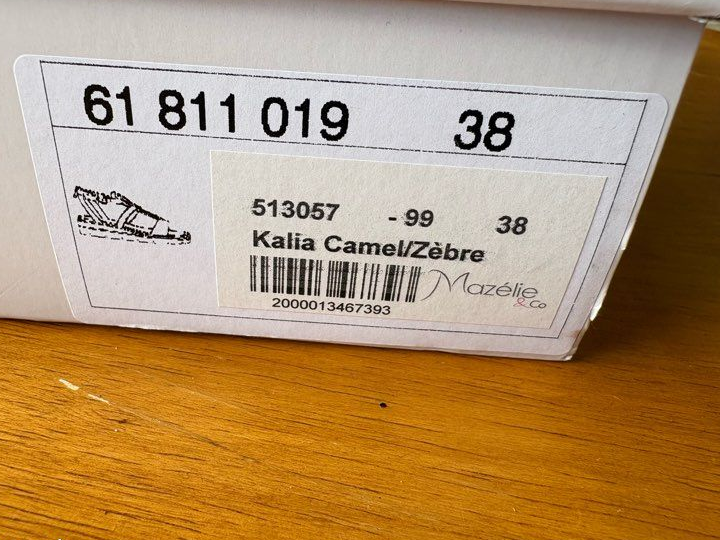 61 811 019 38
513057 - 99 38
Kalia Camel/Zèbre
Mazélie
& Co
2000013467393